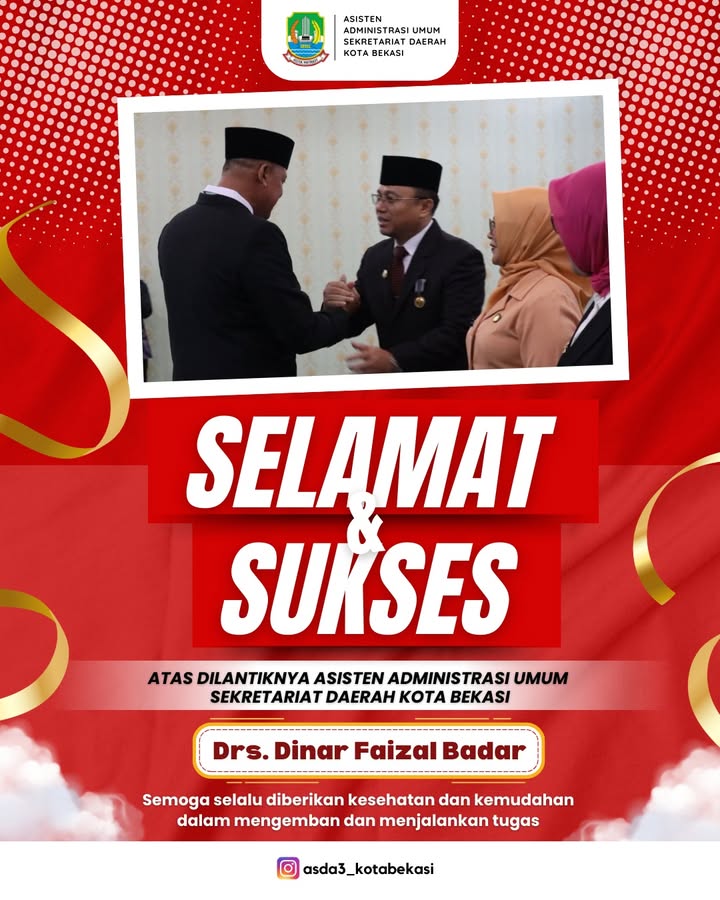 ASISTEN
ADMINISTRASI UMUM
SEKRETARIAT DAERAH
KOTA BEKASI
SELAMAT
&
SUKSES
ATAS DILANTIKNYA ASISTEN ADMINISTRASI UMUM
SEKRETARIAT DAERAH KOTA BEKASI
Drs. Dinar Faizal Badar
Semoga selalu diberikan kesehatan dan kemudahan
dalam mengemban dan menjalankan tugas
asda3_kotabekasi